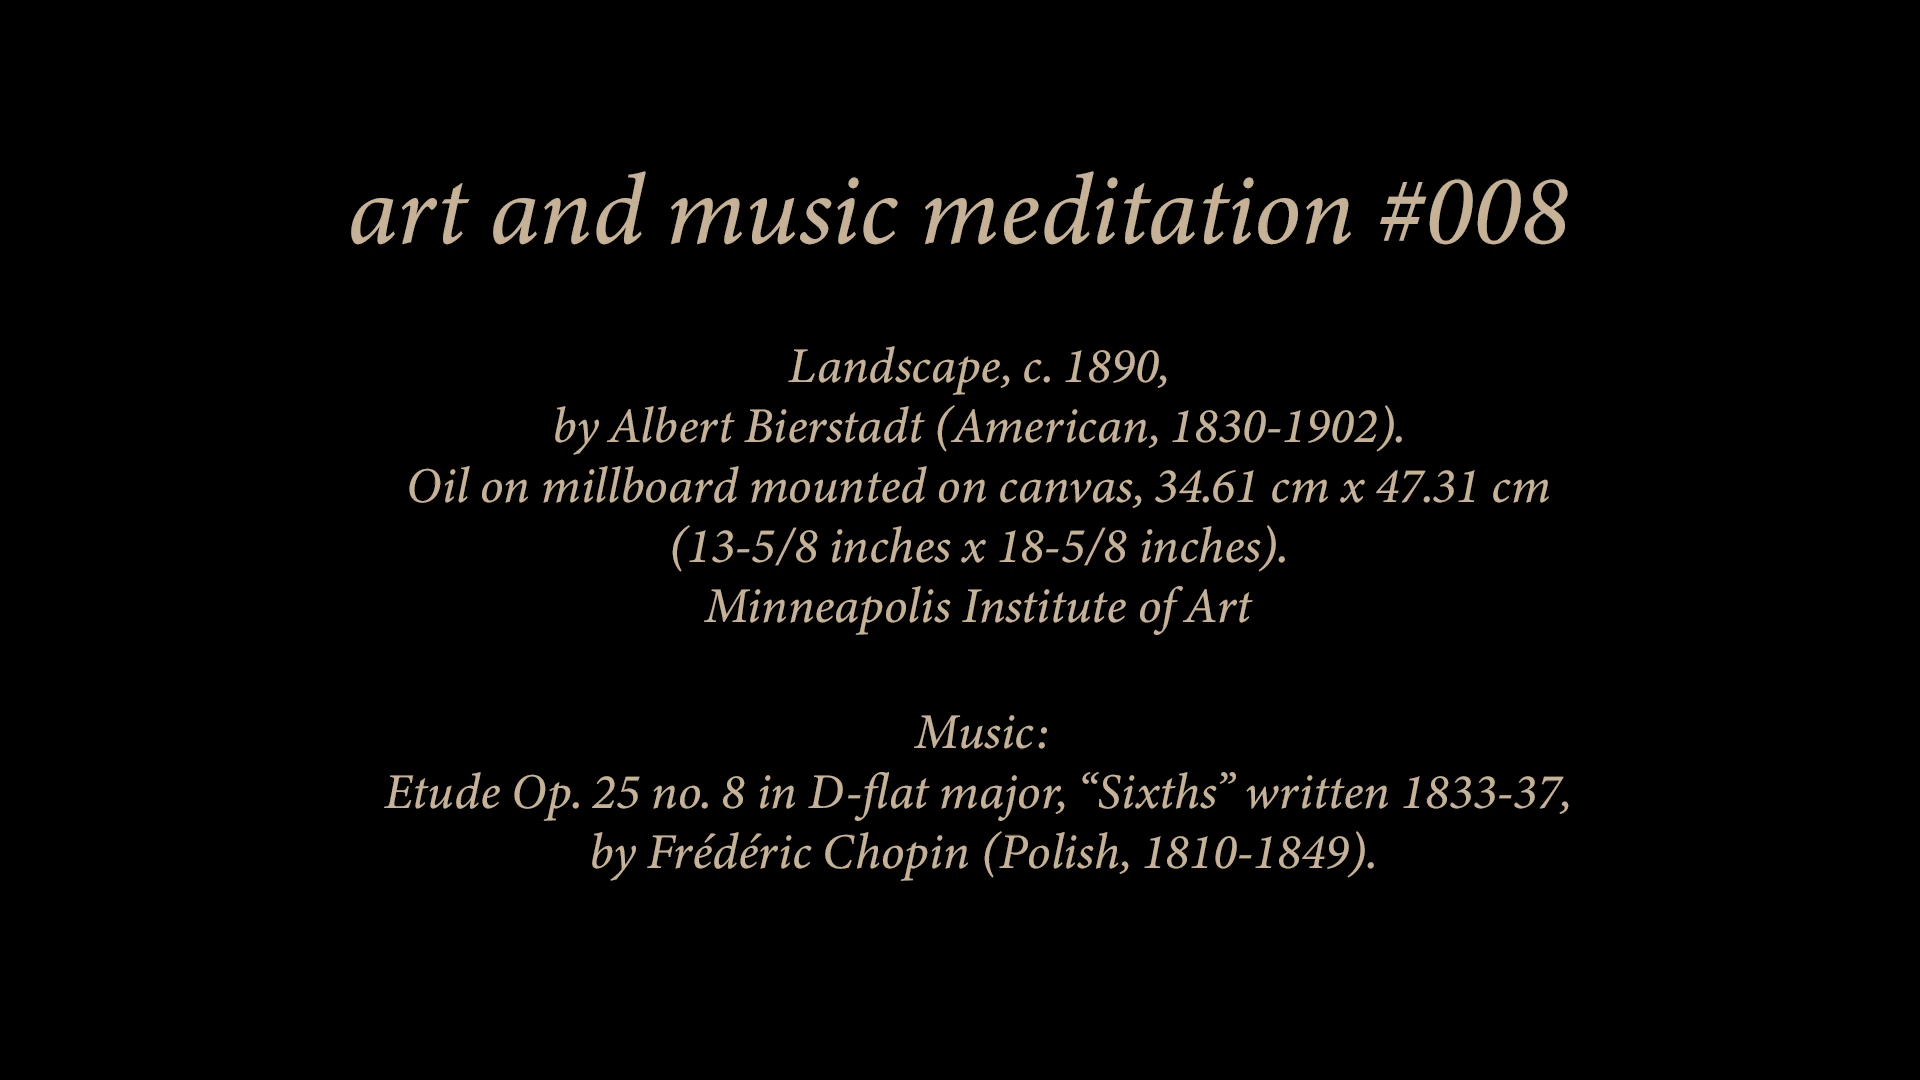 art and music meditation #008
Landscape, c. 1890,
by Albert Bierstadt (American, 1830-1902).
Oil on millboard mounted on canvas, 34.61 cm x 47.31 cm
(13-5/8 inches x 18-5/8 inches).
Minneapolis Institute of Art
Music:
Etude Op. 25 no. 8 in D-flat major, “Sixths” written 1833-37,
by Frédéric Chopin (Polish, 1810-1849).